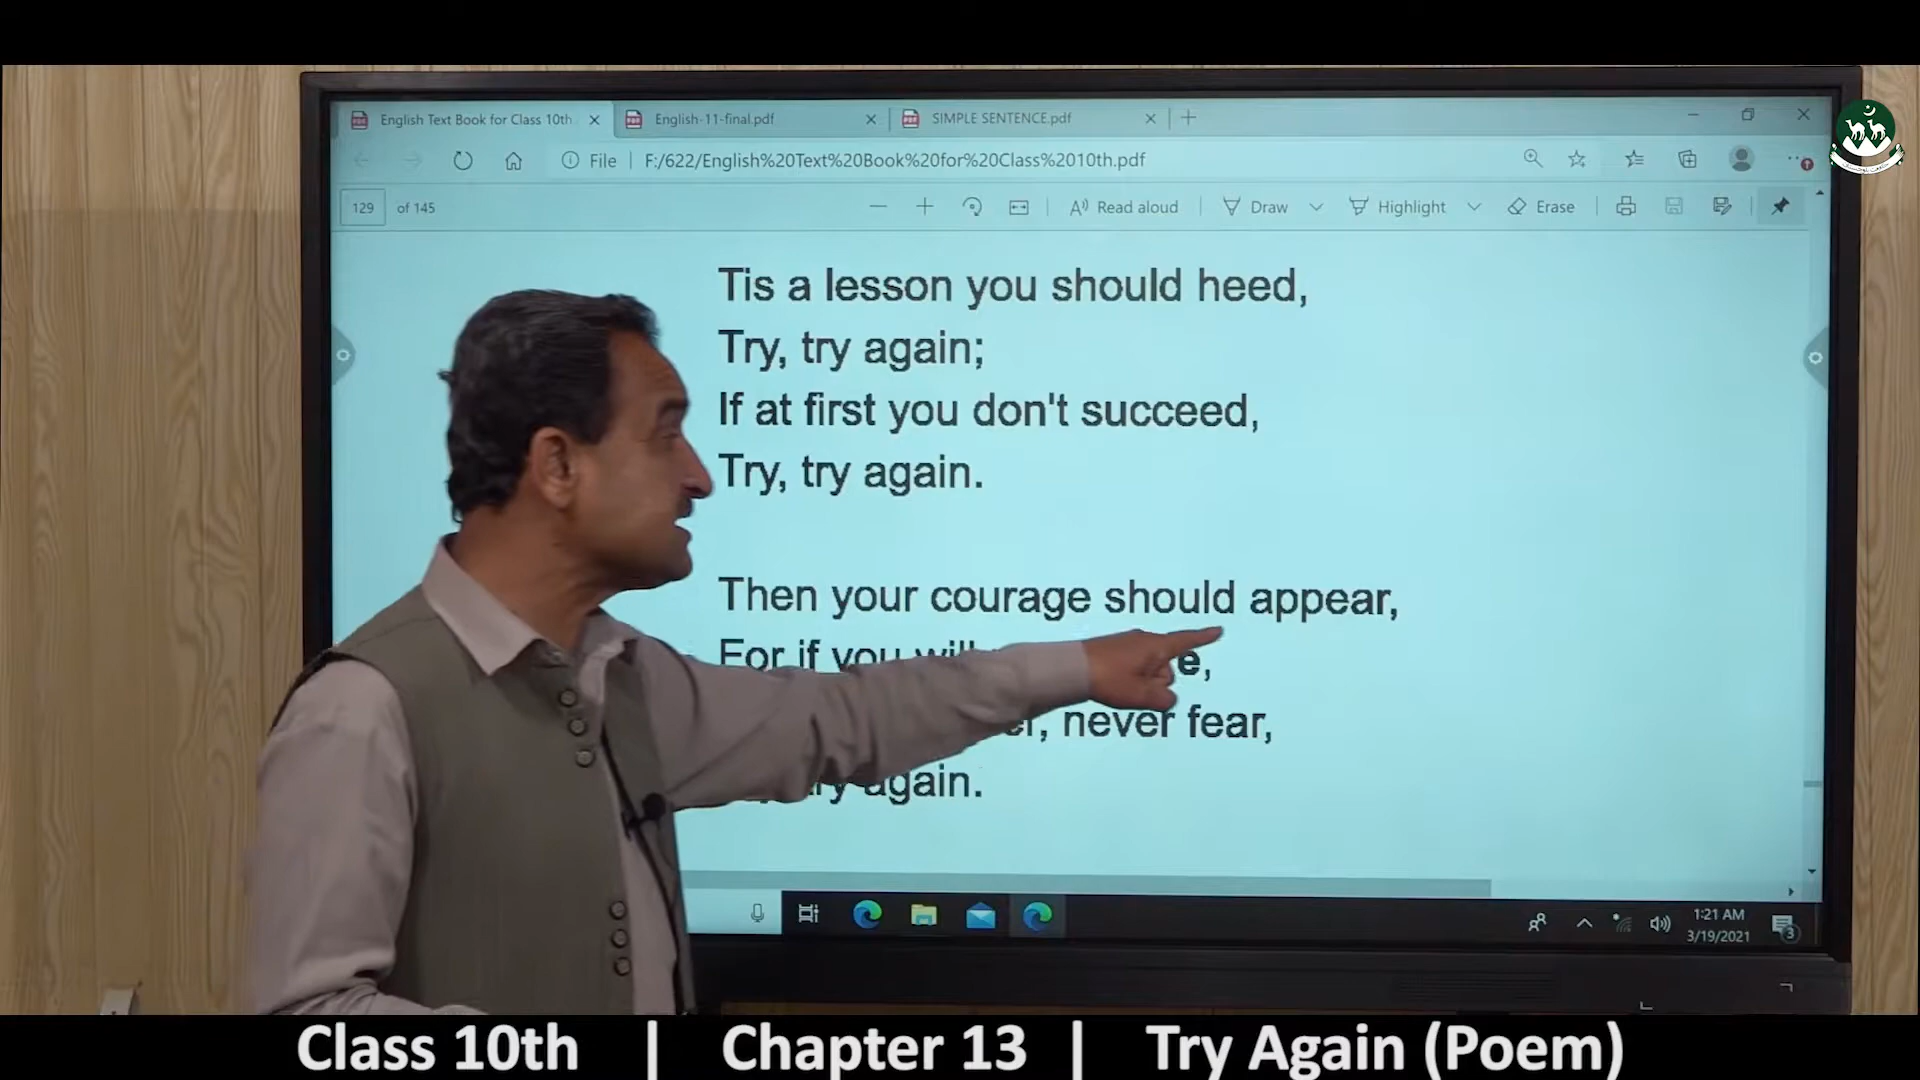 English Text Book for Class 10th
English-11-final.pdf
SIMPLE SENTENCE.pdf
File
F:/622/English%20Text%20Book%20for%20Class%2010th.pdf
129 of 145
Read aloud
Draw
Highlight
Erase
Tis a lesson you should heed,
Try, try again;
If at first you don't succeed,
Try, try again.
Then your courage should appear,
For if you will
never fear,
again.
1:21 AM
3/19/2021
3
Class 10th | Chapter 13 | Try Again (Poem)